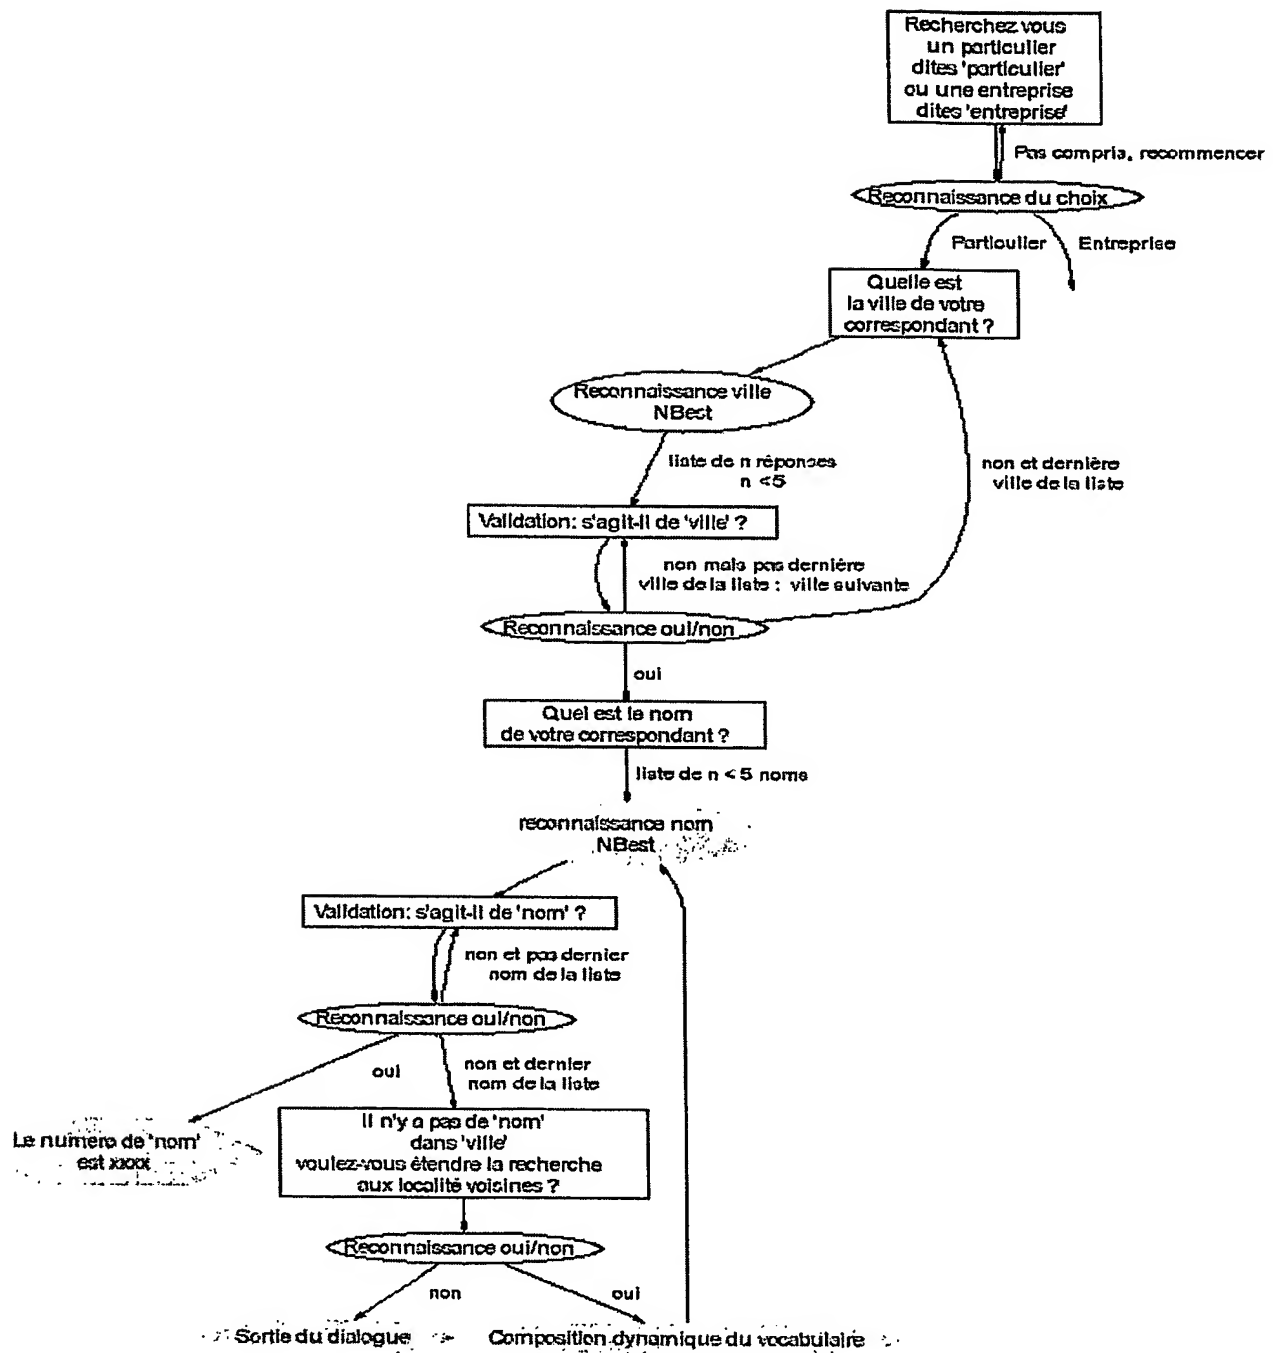 Recherchez vous
un particulier
dites 'particulier'
ou une entreprise
dites 'entreprise'
Pas compris, recommencer
Reconnaissance du choix
Particulier
Entreprise
Quelle est
la ville de votre
correspondant ?
Reconnaissance ville
NBest
liste de n réponses
n <5
non et dernière
ville de la liste
Validation: s'agit-il de 'ville' ?
non mais pas dernière
ville de la liste : ville suivante
Reconnaissance oui/non
oui
Quel est le nom
de votre correspondant ?
liste de n < 5 noms
reconnaissance nom
NBest
Validation: s'agit-il de 'nom' ?
non et pas dernier
nom de la liste
Reconnaissance oui/non
oui
non et dernier
nom de la liste
Le numero de 'nom'
est xxxx
Il n'y a pas de 'nom'
dans 'ville'
voulez-vous étendre la recherche
aux localité voisines ?
Reconnaissance oui/non
non
oui
Sortie du dialogue
Composition dynamique du vocabulaire